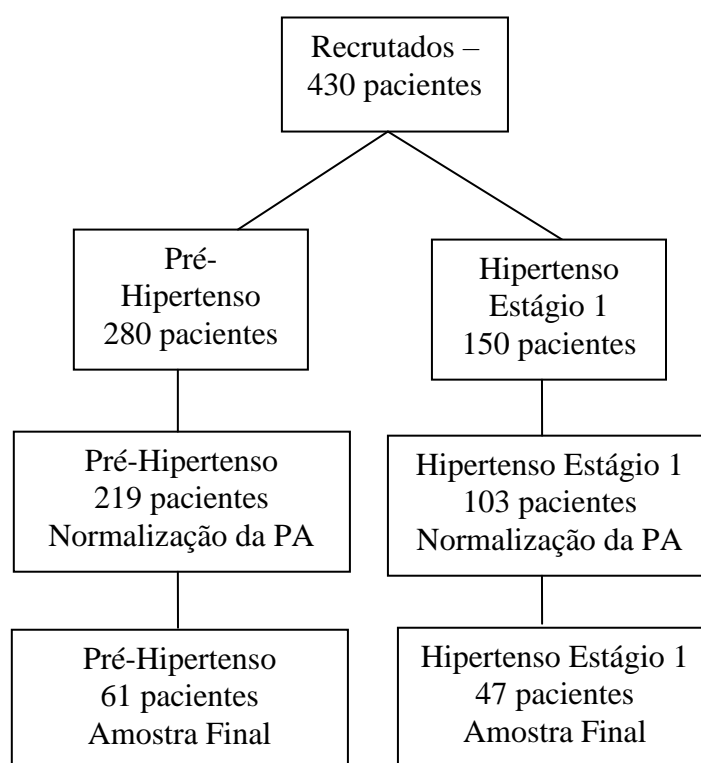 Recrutados –
430 pacientes
Pré-
Hipertenso
280 pacientes
Hipertenso
Estágio 1
150 pacientes
Pré-Hipertenso
219 pacientes
Normalização da PA
Hipertenso Estágio 1
103 pacientes
Normalização da PA
Pré-Hipertenso
61 pacientes
Amostra Final
Hipertenso Estágio 1
47 pacientes
Amostra Final